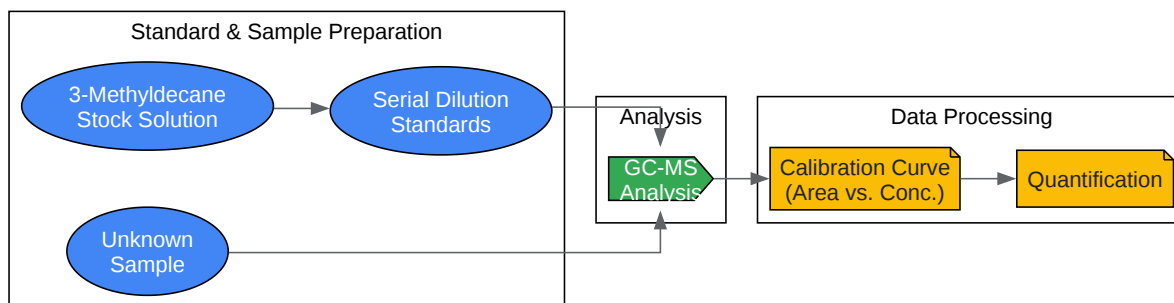 Standard & Sample Preparation
3-Methyldecane
Stock Solution
Serial Dilution
Standards
Unknown
Sample
Analysis
GC-MS
Analysis
Data Processing
Calibration Curve
(Area vs. Conc.)
Quantification